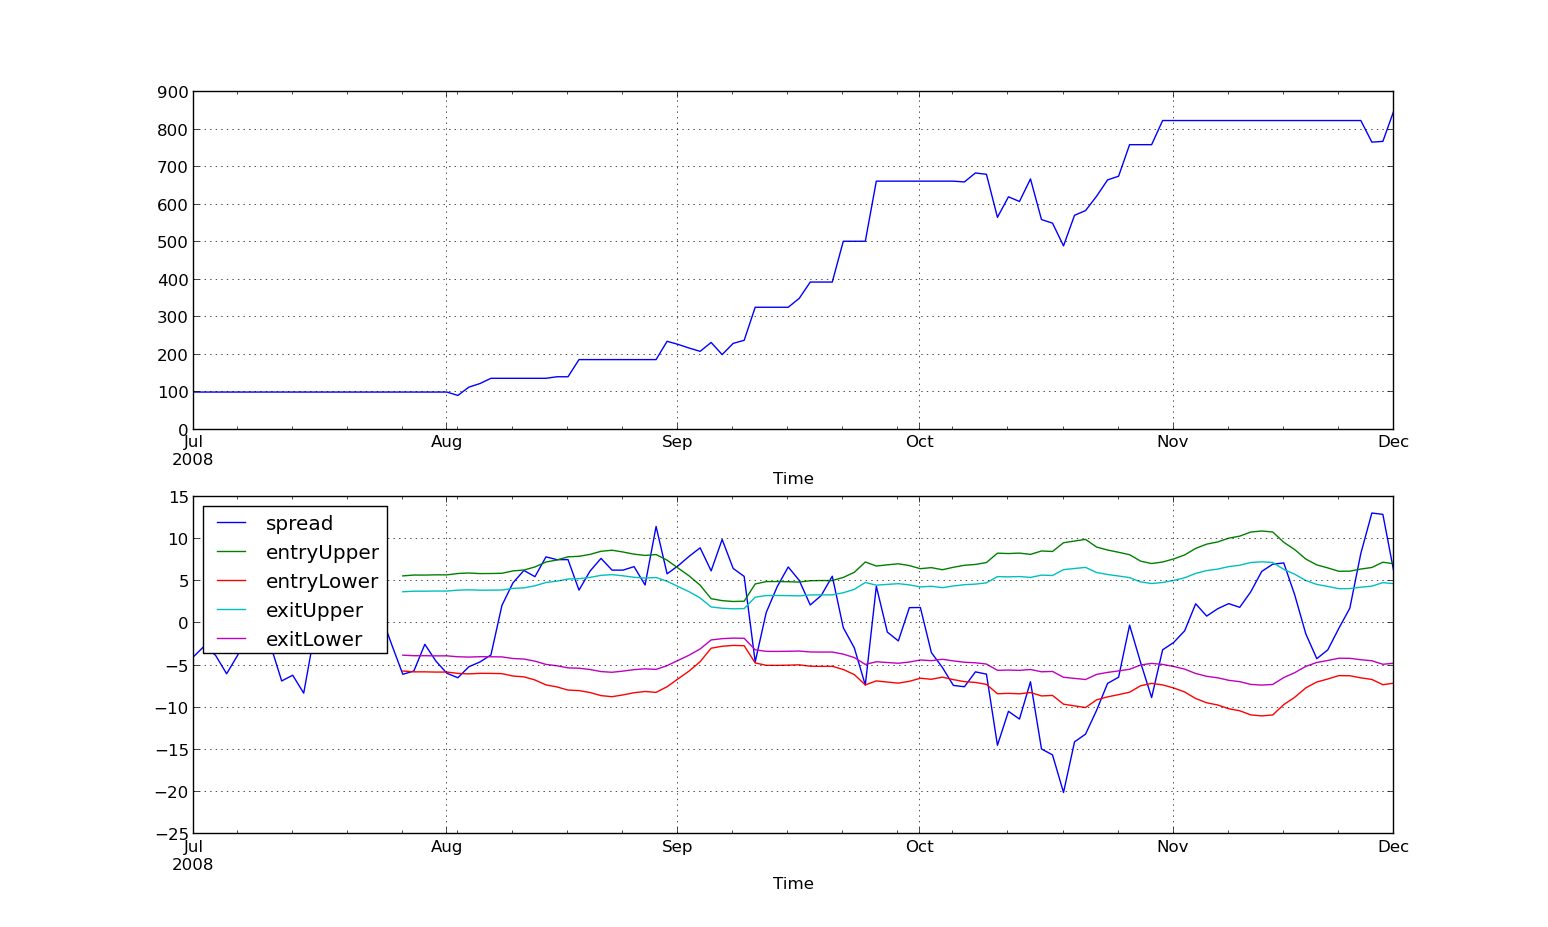 900
800
700
600
500
400
300
200
100
0
Jul Aug Sep Oct Nov Dec
2008
Time
15
10
5
0
−5
−10
−15
−20
−25
spread
entryUpper
entryLower
exitUpper
exitLower
Jul Aug Sep Oct Nov Dec
2008
Time